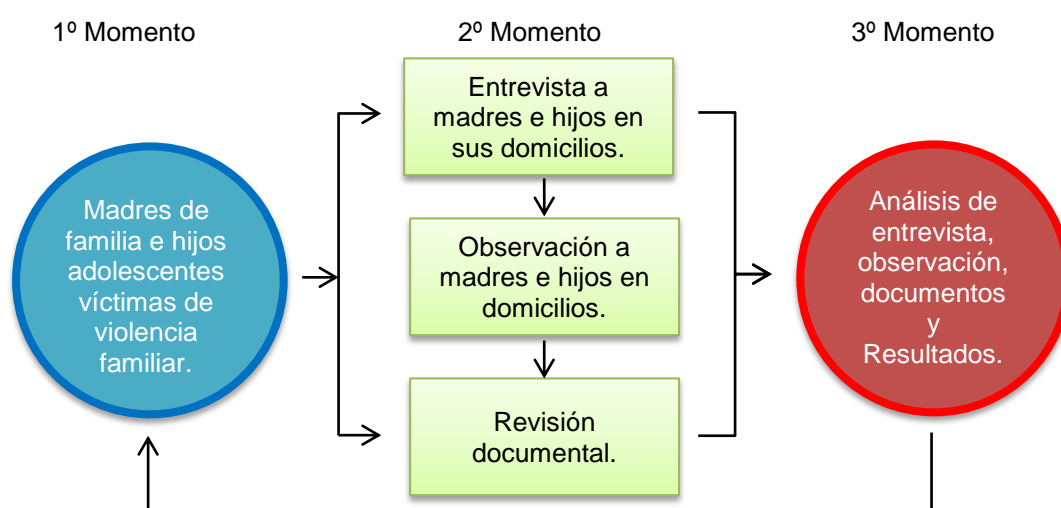 1º Momento
2º Momento
3º Momento
Madres de
familia e hijos
adolescentes
víctimas de
violencia
familiar.
Entrevista a
madres e hijos en
sus domicilios.
Observación a
madres e hijos en
domicilios.
Revisión
documental.
Análisis de
entrevista,
observación,
documentos
y
Resultados.